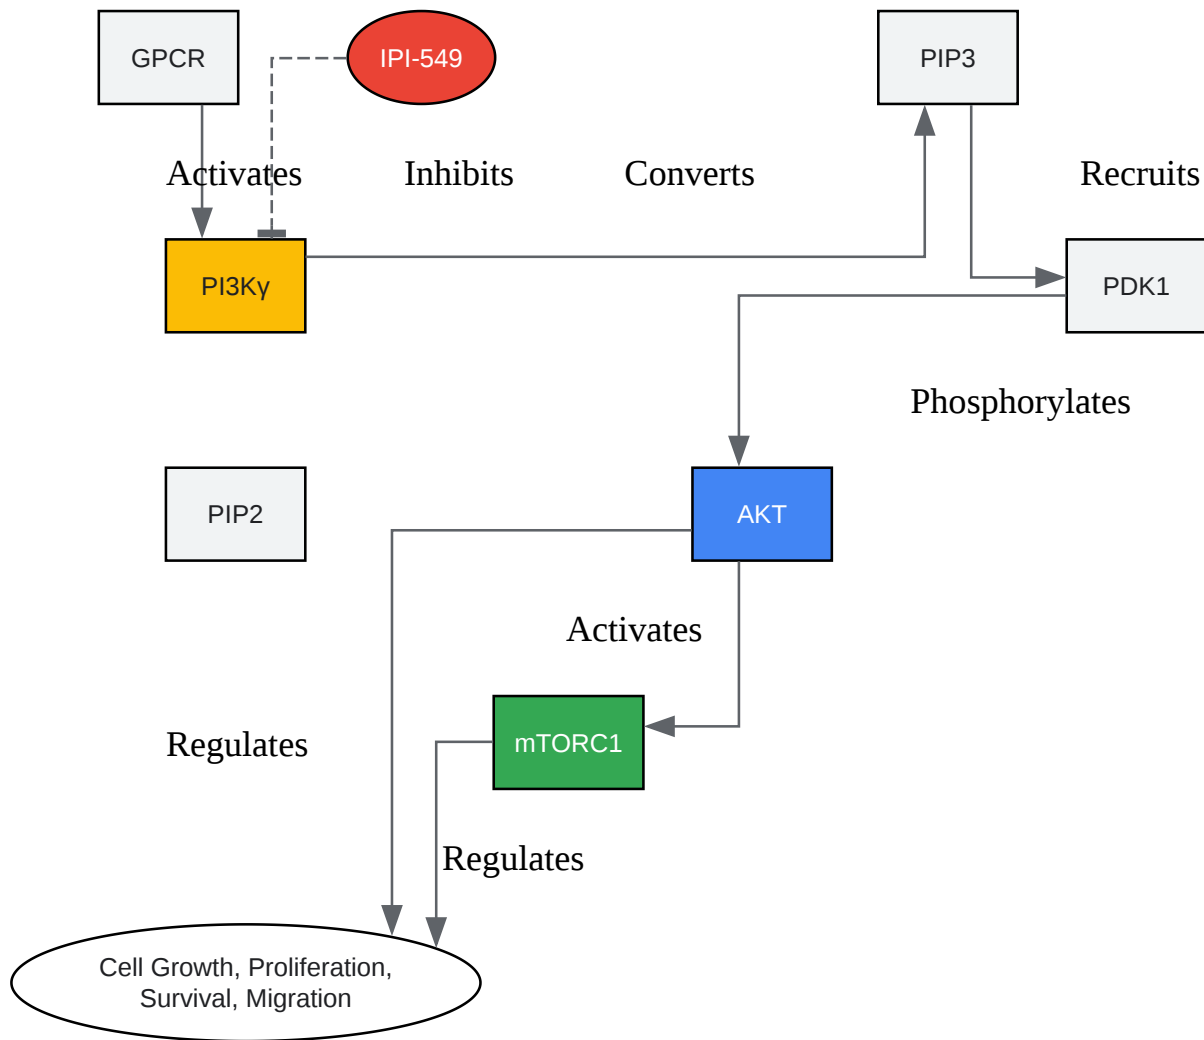 GPCR
IPI-549
PIP3
Activates
Inhibits
Converts
Recruits
PI3Kγ
PDK1
Phosphorylates
PIP2
AKT
Activates
Regulates
mTORC1
Regulates
Cell Growth, Proliferation,
Survival, Migration